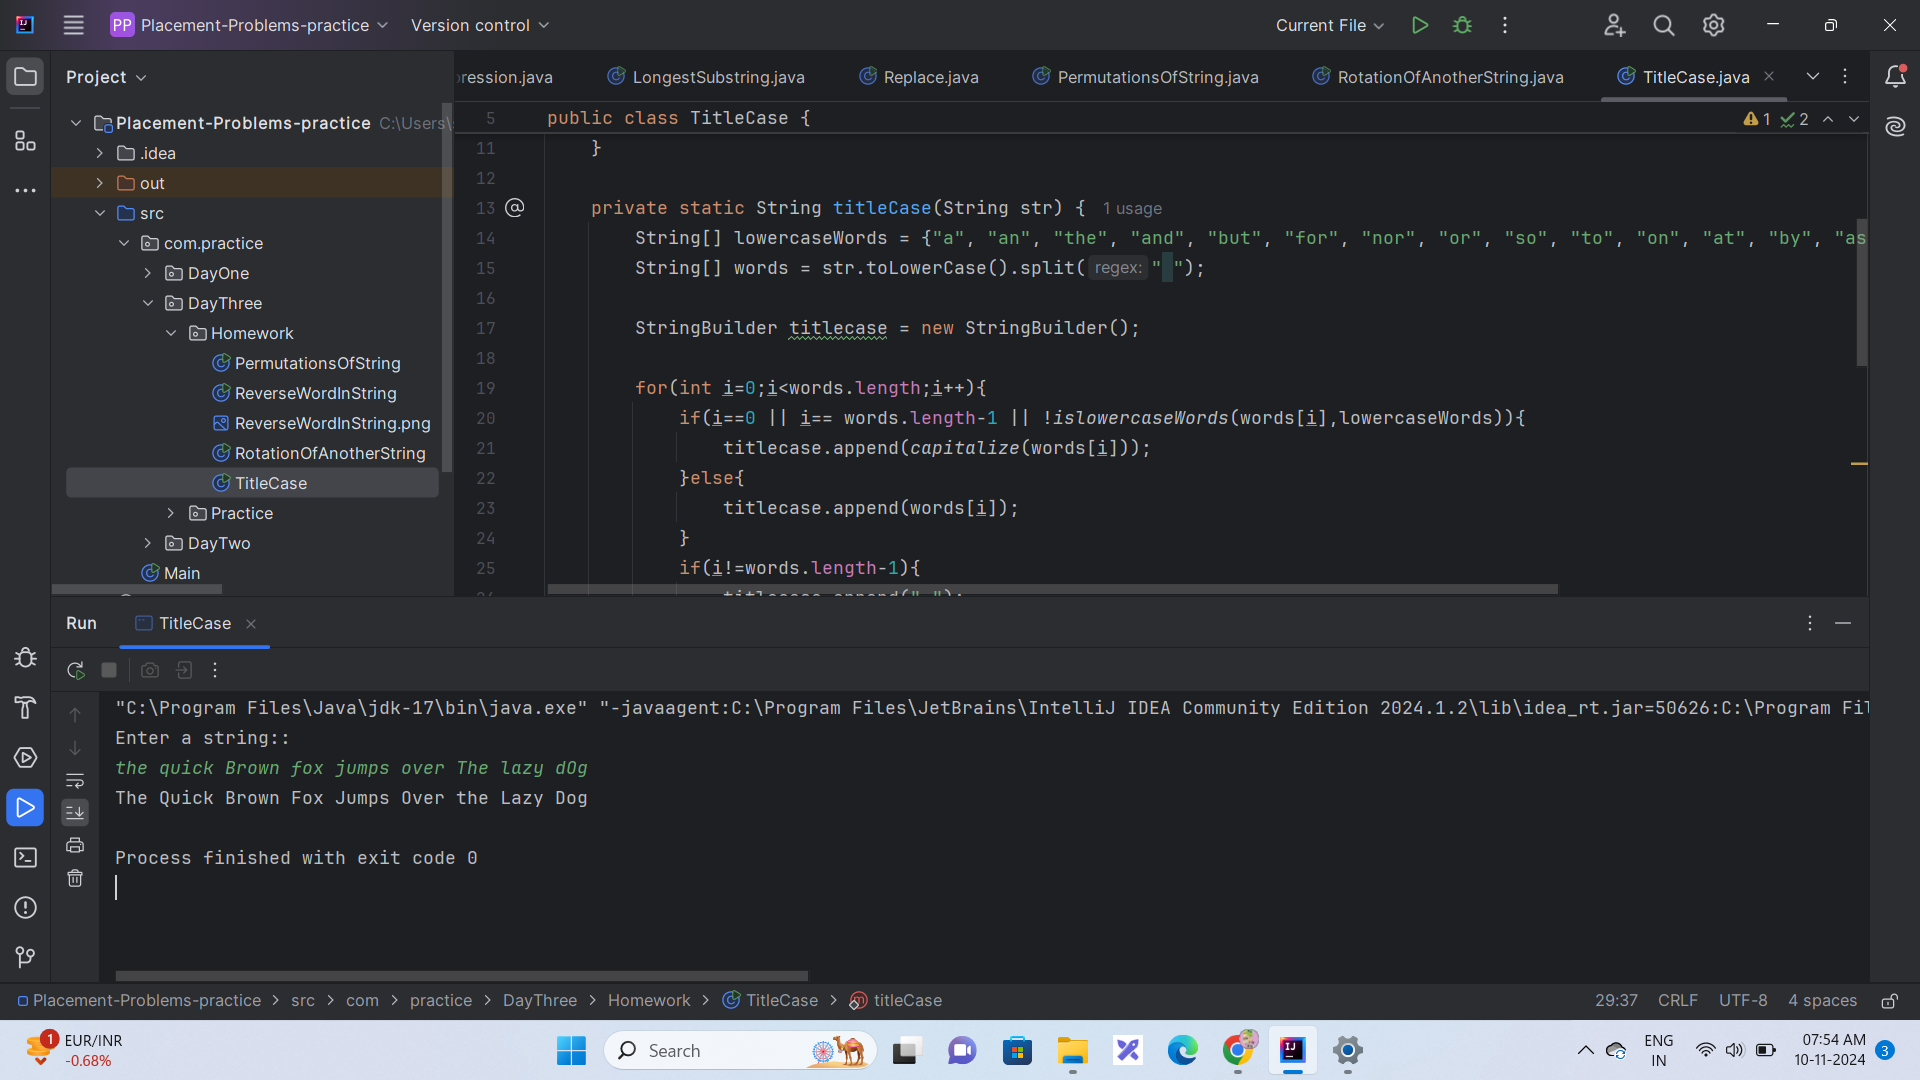 PP Placement-Problems-practice Version control Current File
Project
ression.java LongestSubstring.java Replace.java PermutationsOfString.java RotationOfAnotherString.java TitleCase.java
Placement-Problems-practice C:\Users\
.idea
out
src
com.practice
DayOne
DayThree
Homework
PermutationsOfString
ReverseWordInString
ReverseWordInString.png
RotationOfAnotherString
TitleCase
Practice
DayTwo
Main
5 public class TitleCase { 1 2
11 }
12
13 @ private static String titleCase(String str) { 1 usage
14 String[] lowercaseWords = {"a", "an", "the", "and", "but", "for", "nor", "or", "so", "to", "on", "at", "by", "as
15 String[] words = str.toLowerCase().split( regex: " ");
16
17 StringBuilder titlecase = new StringBuilder();
18
19 for(int i=0;i<words.length;i++){
20 if(i==0 || i== words.length-1 || !islowercaseWords(words[i],lowercaseWords)){
21 titlecase.append(capitalize(words[i]));
22 }else{
23 titlecase.append(words[i]);
24 }
25 if(i!=words.length-1){
Run TitleCase
"C:\Program Files\Java\jdk-17\bin\java.exe" "-javaagent:C:\Program Files\JetBrains\IntelliJ IDEA Community Edition 2024.1.2\lib\idea_rt.jar=50626:C:\Program Fil
Enter a string::
the quick Brown fox jumps over The lazy dOg
The Quick Brown Fox Jumps Over the Lazy Dog
Process finished with exit code 0
Placement-Problems-practice > src > com > practice > DayThree > Homework > TitleCase > titleCase 29:37 CRLF UTF-8 4 spaces
1 EUR/INR
-0.68%
Search
ENG
IN
07:54 AM
10-11-2024
3